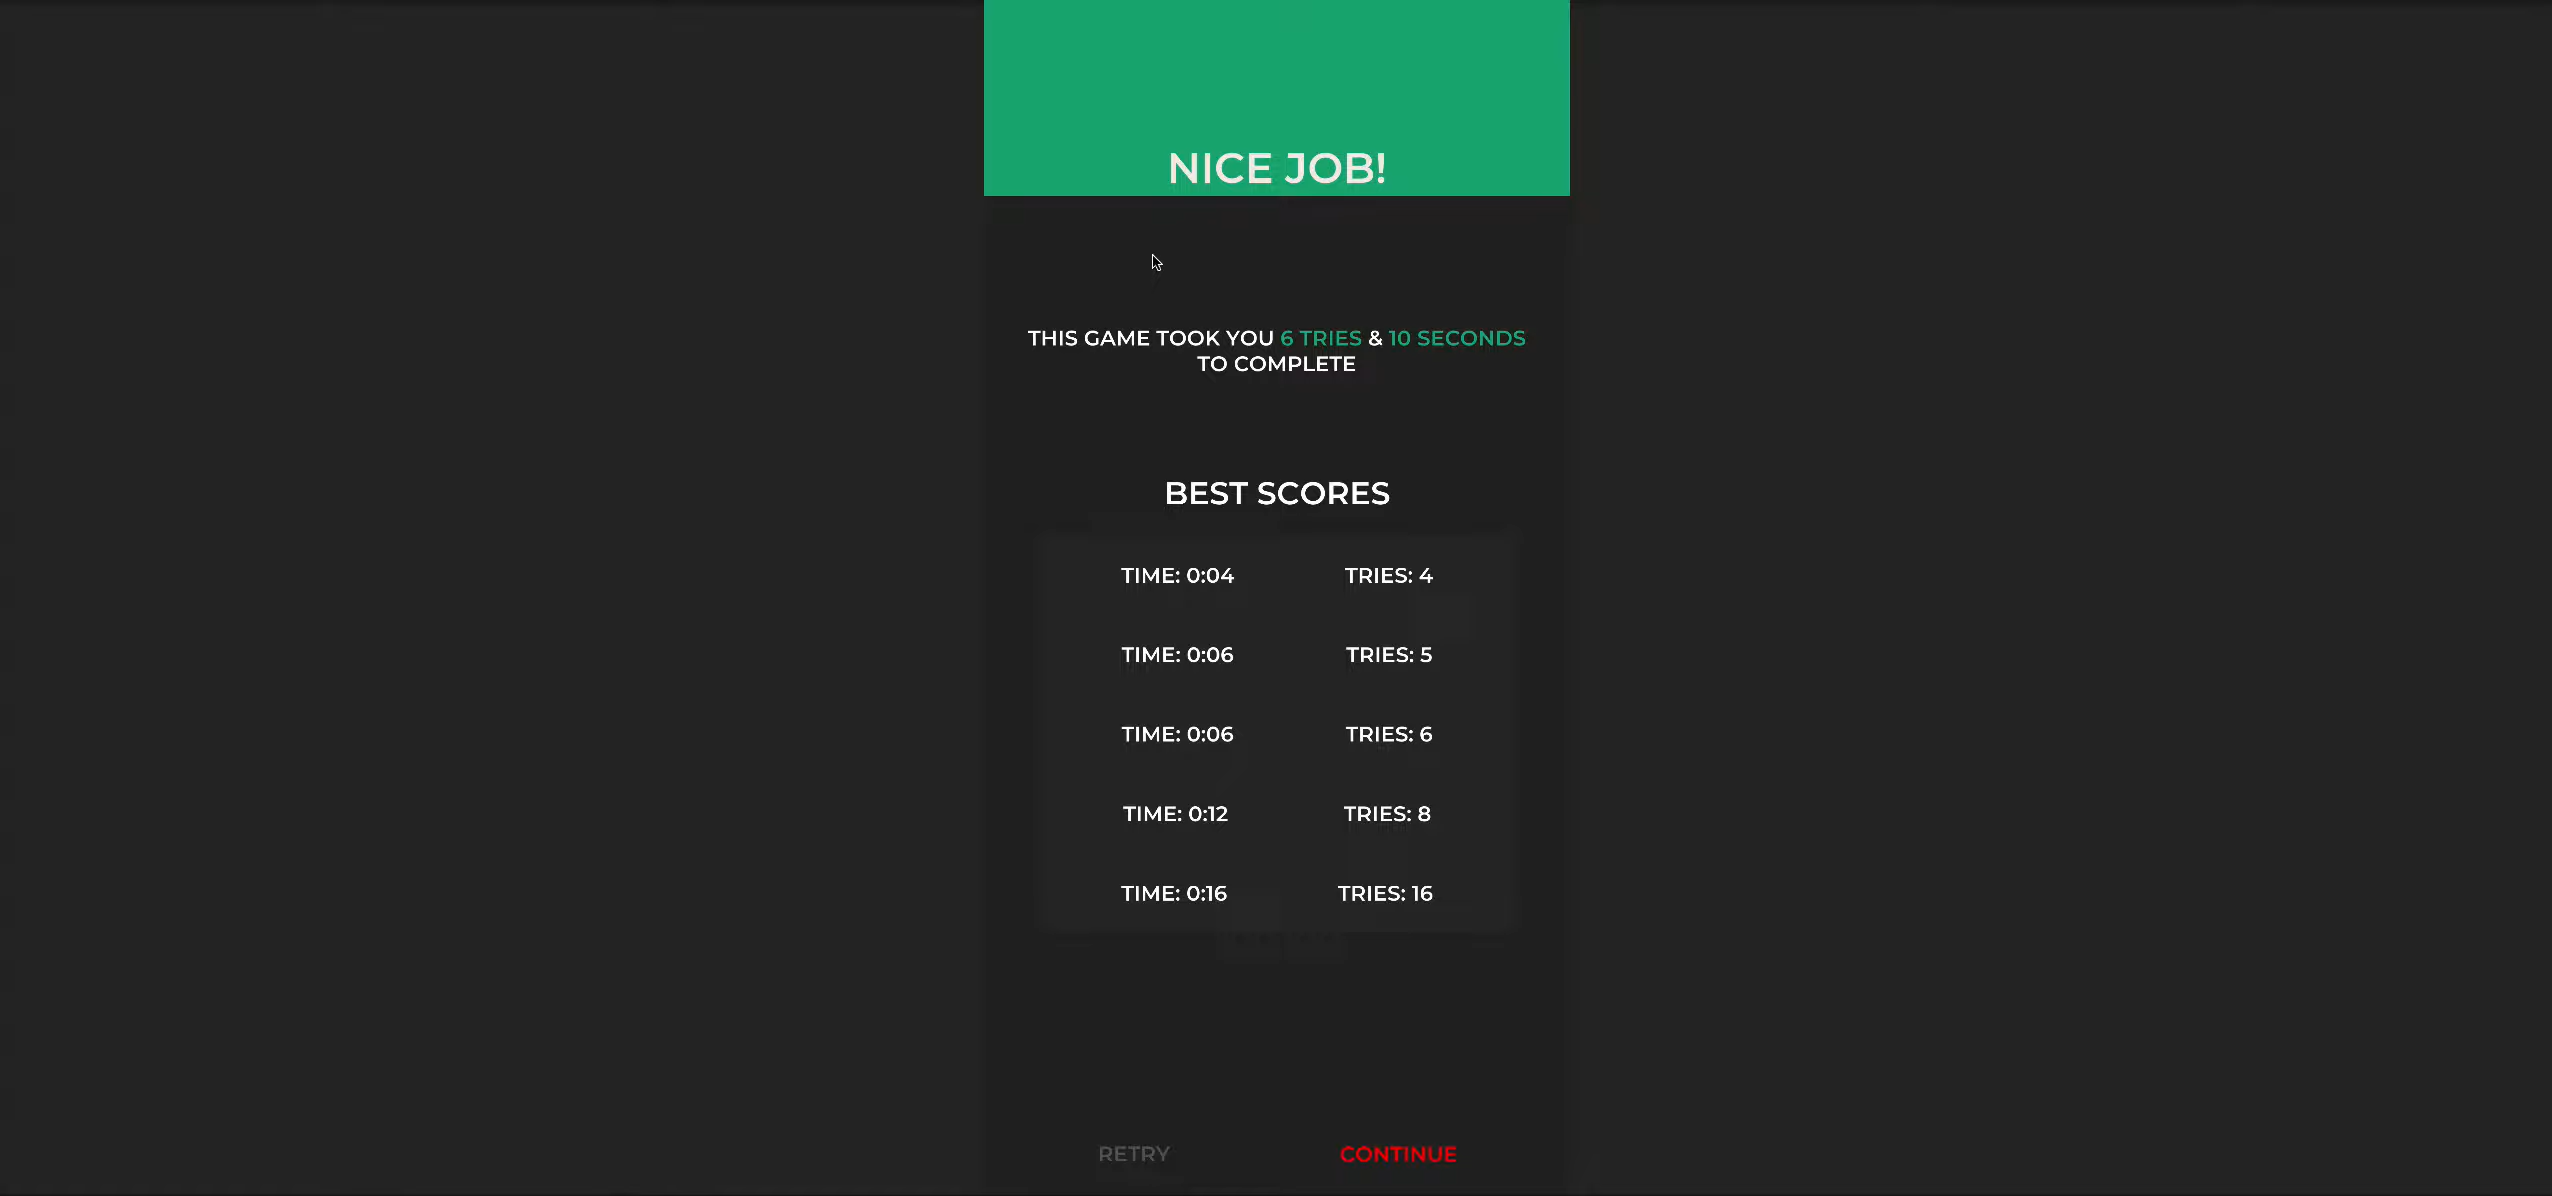 NICE JOB!
THIS GAME TOOK YOU 6 TRIES & 10 SECONDS
TO COMPLETE
BEST SCORES
TIME: 0:04 TRIES: 4
TIME: 0:06 TRIES: 5
TIME: 0:06 TRIES: 6
TIME: 0:12 TRIES: 8
TIME: 0:16 TRIES: 16
RETRY CONTINUE